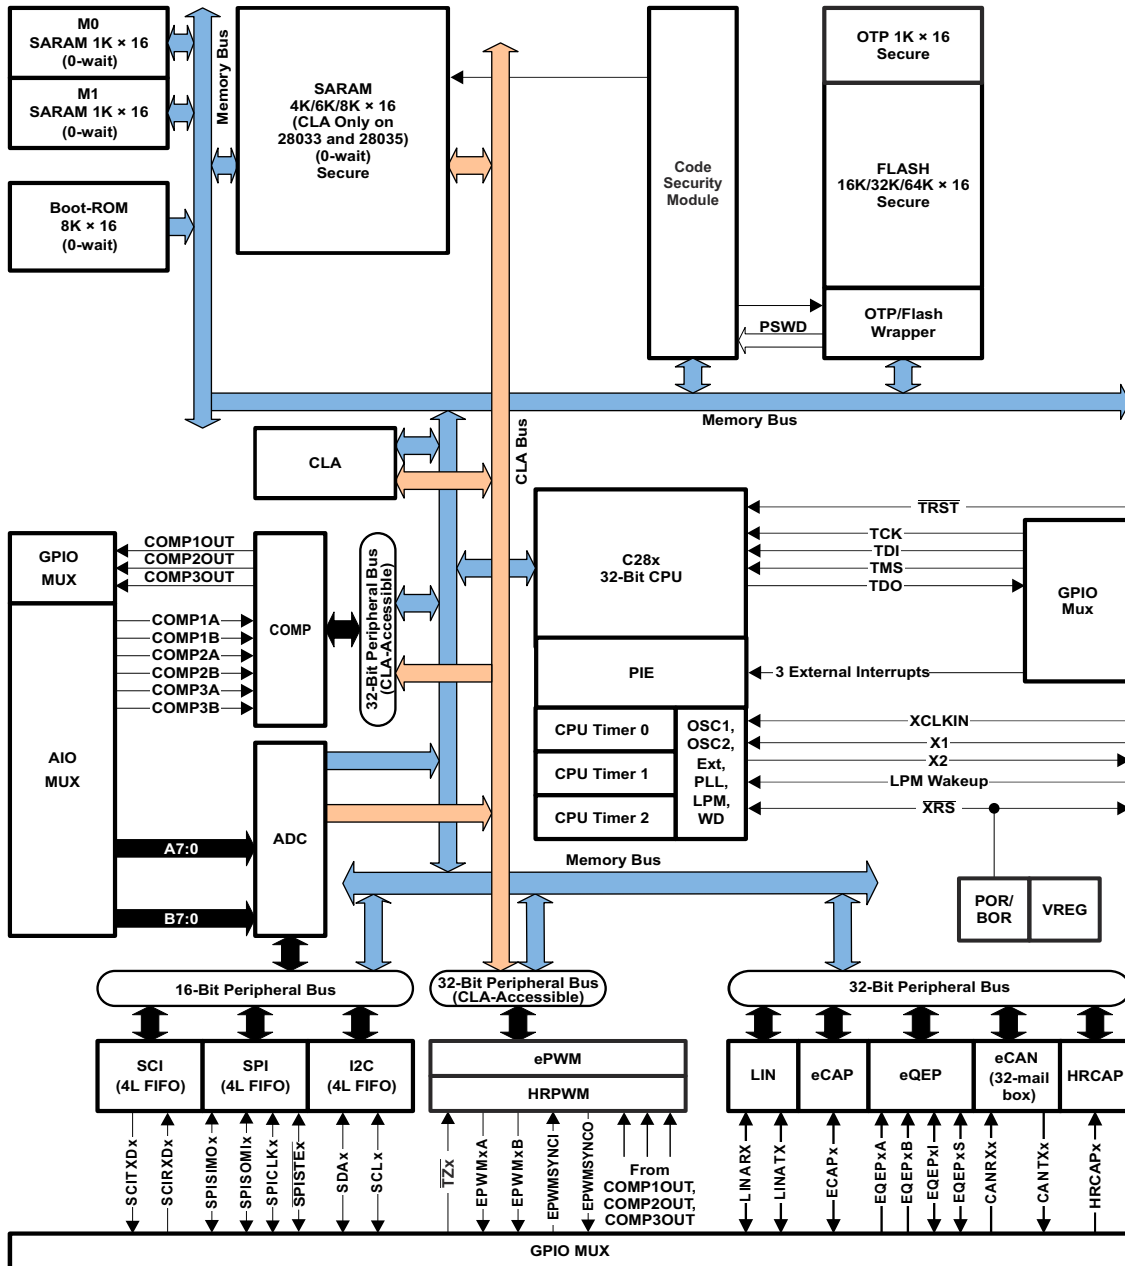 M0
SARAM 1K × 16
(0-wait)
M1
SARAM 1K × 16
(0-wait)
Boot-ROM
8K × 16
(0-wait)
Memory Bus
SARAM
4K/6K/8K × 16
(CLA Only on
28033 and 28035)
(0-wait)
Secure
Code
Security
Module
OTP 1K × 16
Secure
FLASH
16K/32K/64K × 16
Secure
OTP/Flash
Wrapper
PSWD
Memory Bus
CLA Bus
CLA
C28x
32-Bit CPU
PIE
CPU Timer 0
CPU Timer 1
CPU Timer 2
OSC1,
OSC2,
Ext,
PLL,
LPM,
WD
TRST
TCK
TDI
TMS
TDO
GPIO
Mux
3 External Interrupts
XCLKIN
X1
X2
LPM Wakeup
XRS
POR/
BOR
VREG
GPIO
MUX
COMP1OUT
COMP2OUT
COMP3OUT
COMP1A
COMP1B
COMP2A
COMP2B
COMP3A
COMP3B
COMP
32-Bit Peripheral Bus
(CLA-Accessible)
AIO
MUX
A7:0
B7:0
ADC
Memory Bus
16-Bit Peripheral Bus
32-Bit Peripheral Bus
(CLA-Accessible)
32-Bit Peripheral Bus
SCI
(4L FIFO)
SPI
(4L FIFO)
I2C
(4L FIFO)
ePWM
HRPWM
LIN
eCAP
eQEP
eCAN
(32-mail
box)
HRCAP
SCITXDx
SCIRXDx
SPISIMOx
SPISOMIx
SPICLKx
SPISTEx
SDAx
SCLx
TZx
EPWMxA
EPWMxB
EPWMSYNCI
EPWMSYNCO
From
COMP1OUT,
COMP2OUT,
COMP3OUT
LINARX
LINATX
ECAPx
EQEPxA
EQEPxB
EQEPxI
EQEPxS
CANRXx
CANTXx
HRCAPx
GPIO MUX